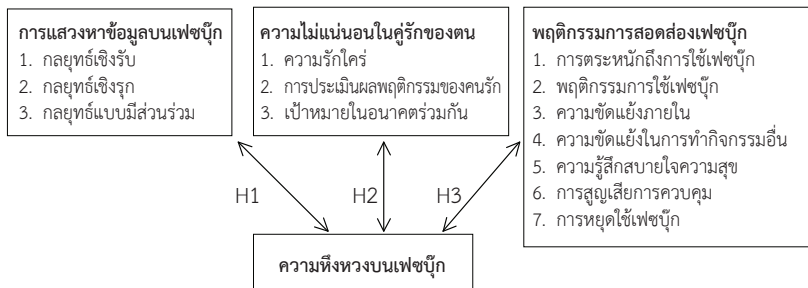 การแสวงหาข้อมูลบนเฟซบุ๊ก
1. กลยุทธ์เชิงรับ
2. กลยุทธ์เชิงรุก
3. กลยุทธ์แบบมีส่วนร่วม
ความไม่แน่นอนในคู่รักของตน
1. ความรักใคร่
2. การประเมินผลพฤติกรรมของคนรัก
3. เป้าหมายในอนาคตร่วมกัน
พฤติกรรมการสอดส่องเฟซบุ๊ก
1. การตระหนักถึงการใช้เฟซบุ๊ก
2. พฤติกรรมการใช้เฟซบุ๊ก
3. ความขัดแย้งภายใน
4. ความขัดแย้งในการทำกิจกรรมอื่น
5. ความรู้สึกสบายใจความสุข
6. การสูญเสียการควบคุม
7. การหยุดใช้เฟซบุ๊ก
H1
H2
H3
ความหึงหวงบนเฟซบุ๊ก